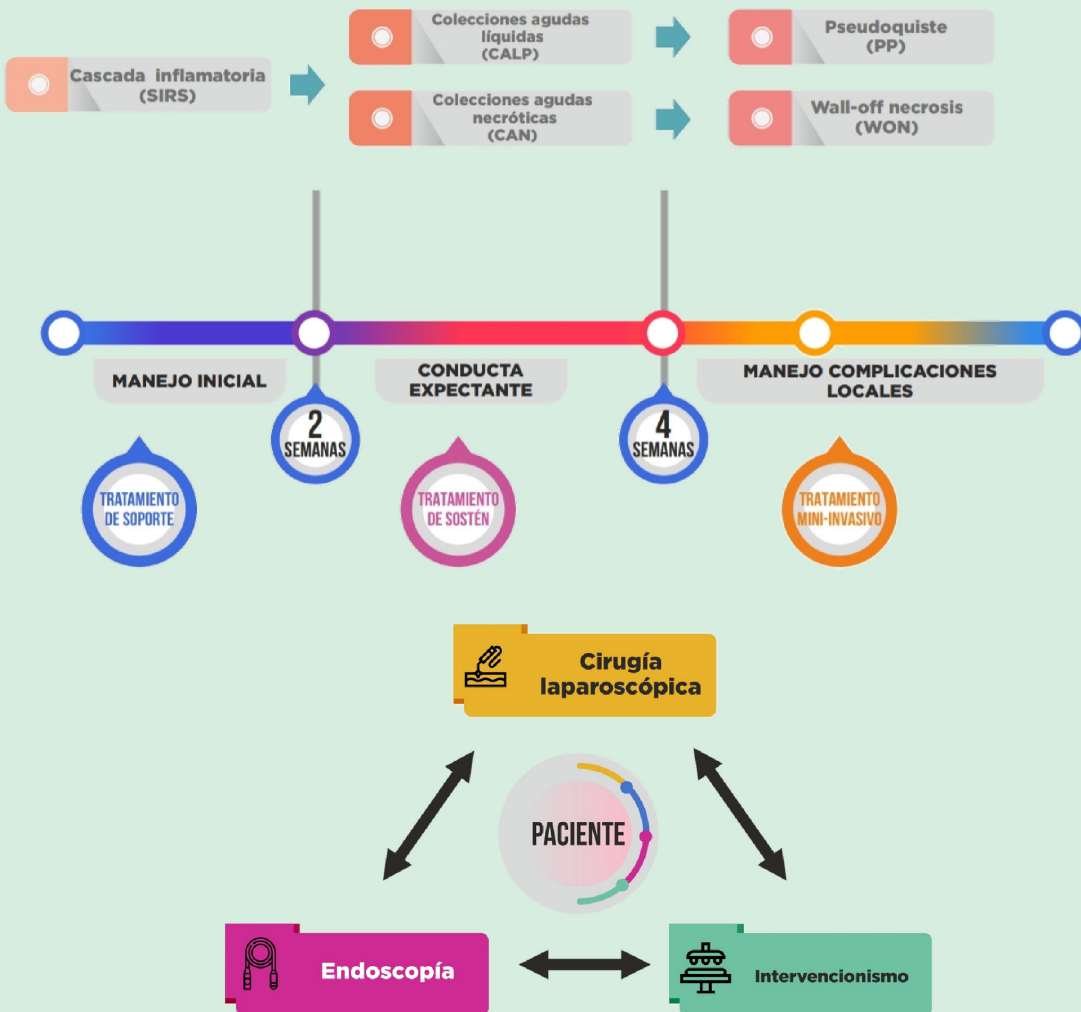 Cascada inflamatoria
(SIRS)
Colecciones agudas
líquidas
(CALP)
Pseudoquiste
(PP)
Colecciones agudas
necróticas
(CAN)
Wall-off necrosis
(WON)
MANEJO INICIAL
CONDUCTA
EXPECTANTE
MANEJO COMPLICACIONES
LOCALES
2
SEMANAS
4
SEMANAS
TRATAMIENTO
DE SOPORTE
TRATAMIENTO
DE SOSTÉN
TRATAMIENTO
MINI-INVASIVO
Cirugía
laparoscópica
PACIENTE
Endoscopía
Intervencionismo